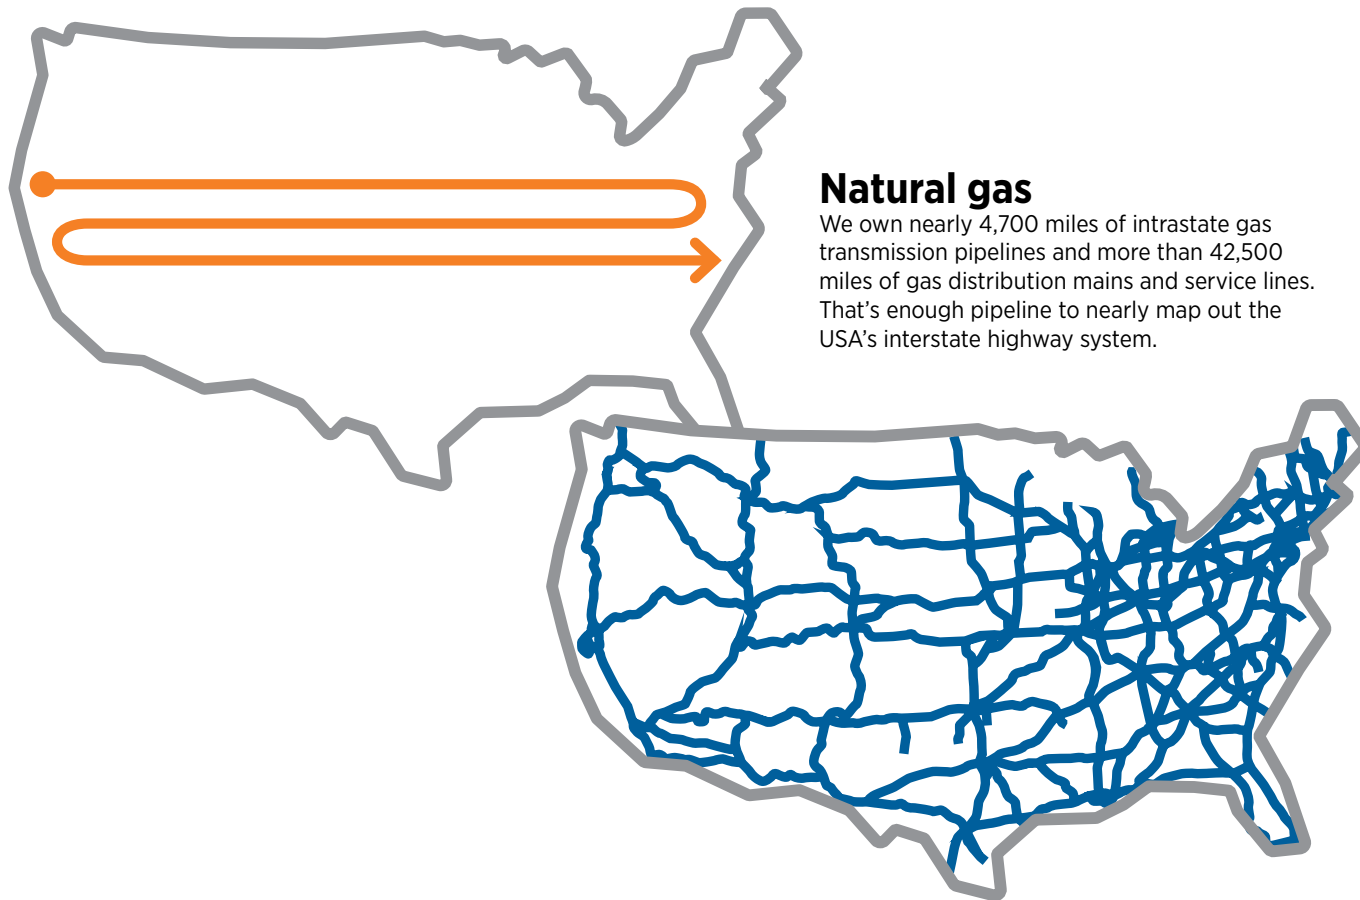 Natural gas
We own nearly 4,700 miles of intrastate gas
transmission pipelines and more than 42,500
miles of gas distribution mains and service lines.
That’s enough pipeline to nearly map out the
USA’s interstate highway system.